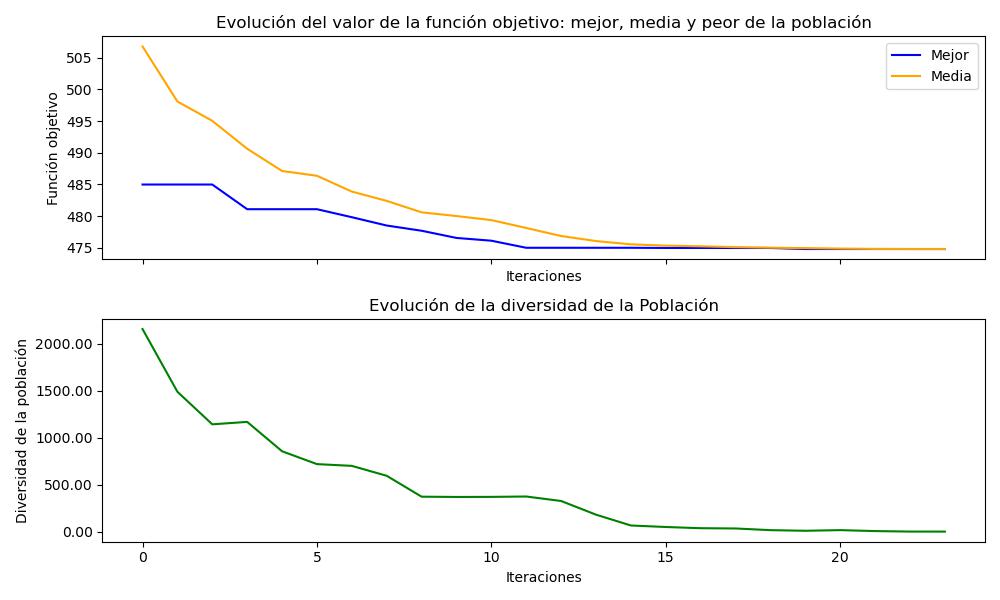 Evolución del valor de la función objetivo: mejor, media y peor de la población
Función objetivo
505
500
495
490
485
480
475
Mejor
Media
Iteraciones
Evolución de la diversidad de la Población
Diversidad de la población
2000.00
1500.00
1000.00
500.00
0.00
0
5
10
15
20
Iteraciones